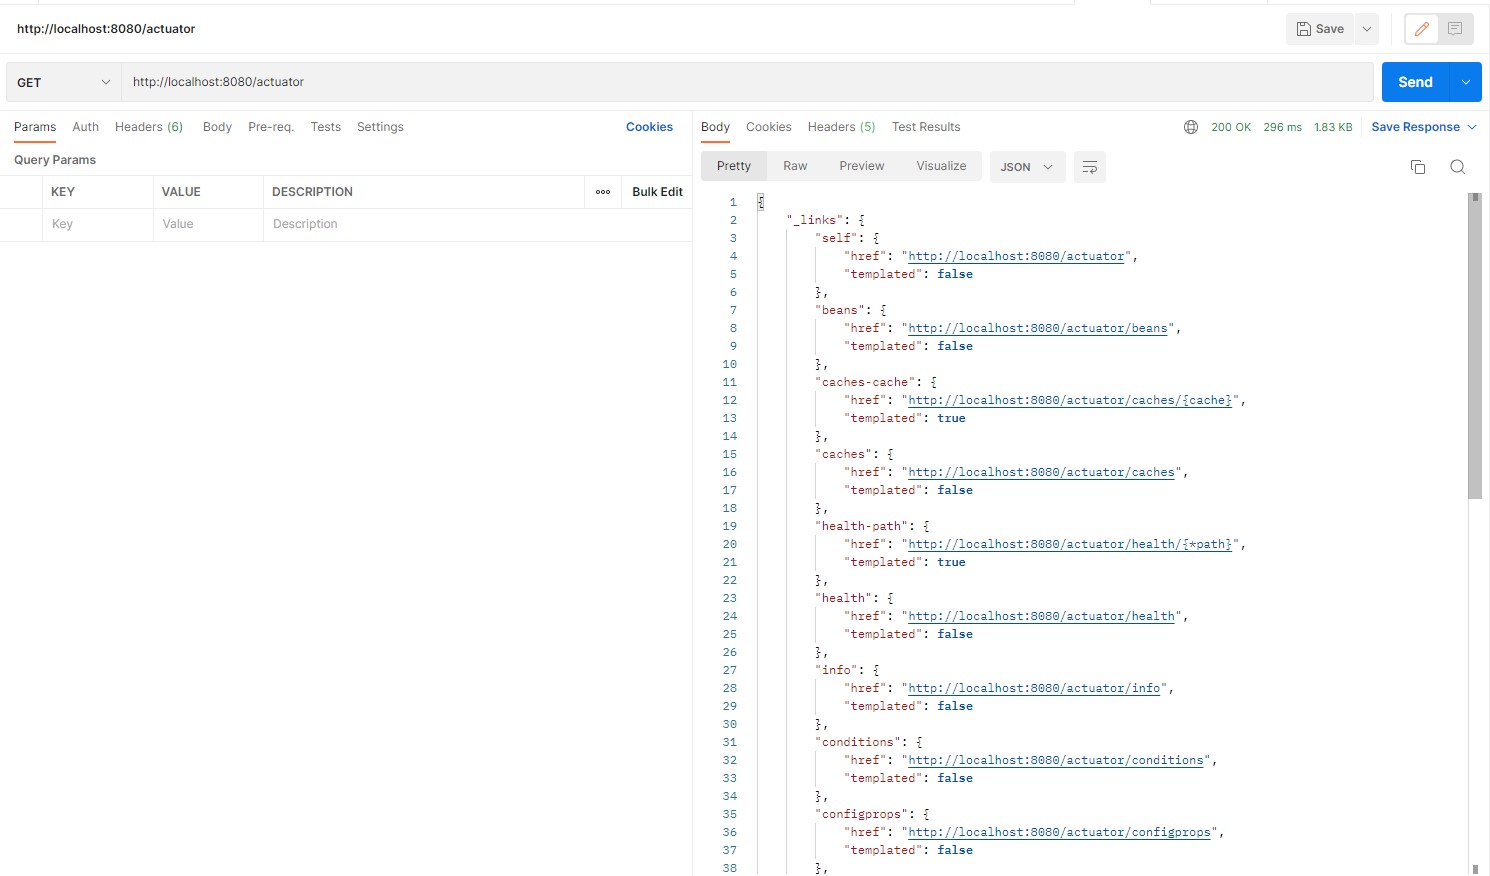 http://localhost:8080/actuator
Save
GET
http://localhost:8080/actuator
Send
Params Auth Headers (6) Body Pre-req. Tests Settings Cookies
Query Params
KEY VALUE DESCRIPTION ooo Bulk Edit
Key Value Description
Body Cookies Headers (5) Test Results 200 OK 296 ms 1.83 KB Save Response
Pretty Raw Preview Visualize JSON
1 {
2 "_links": {
3 "self": {
4 "href": "http://localhost:8080/actuator",
5 "templated": false
6 },
7 "beans": {
8 "href": "http://localhost:8080/actuator/beans",
9 "templated": false
10 },
11 "caches-cache": {
12 "href": "http://localhost:8080/actuator/caches/{cache}",
13 "templated": true
14 },
15 "caches": {
16 "href": "http://localhost:8080/actuator/caches",
17 "templated": false
18 },
19 "health-path": {
20 "href": "http://localhost:8080/actuator/health/{*path}",
21 "templated": true
22 },
23 "health": {
24 "href": "http://localhost:8080/actuator/health",
25 "templated": false
26 },
27 "info": {
28 "href": "http://localhost:8080/actuator/info",
29 "templated": false
30 },
31 "conditions": {
32 "href": "http://localhost:8080/actuator/conditions",
33 "templated": false
34 },
35 "configprops": {
36 "href": "http://localhost:8080/actuator/configprops",
37 "templated": false
38 },